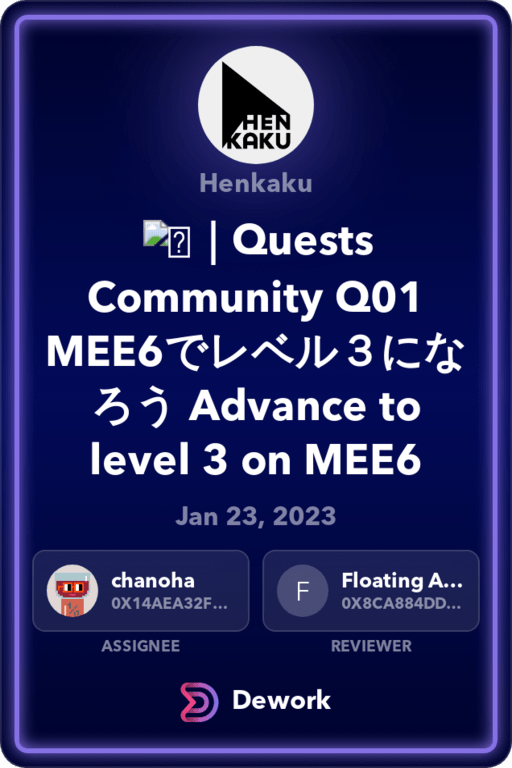 HEN
KAKU
Henkaku
| Quests
Community Q01
MEE6でレベル３にな
ろう Advance to
level 3 on MEE6
Jan 23, 2023
chanoha
0X14AEA32F...
ASSIGNEE
F
Floating A...
0X8CA884DD...
REVIEWER
Dework